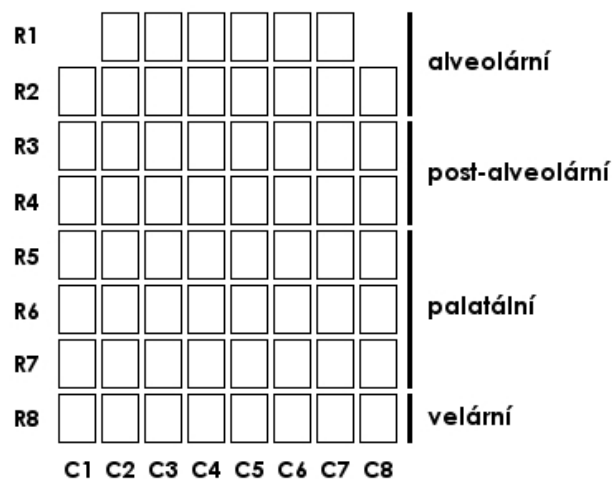 R1
alveolární
R2
R3
post-alveolární
R4
R5
R6
palatální
R7
R8
velární
C1 C2 C3 C4 C5 C6 C7 C8